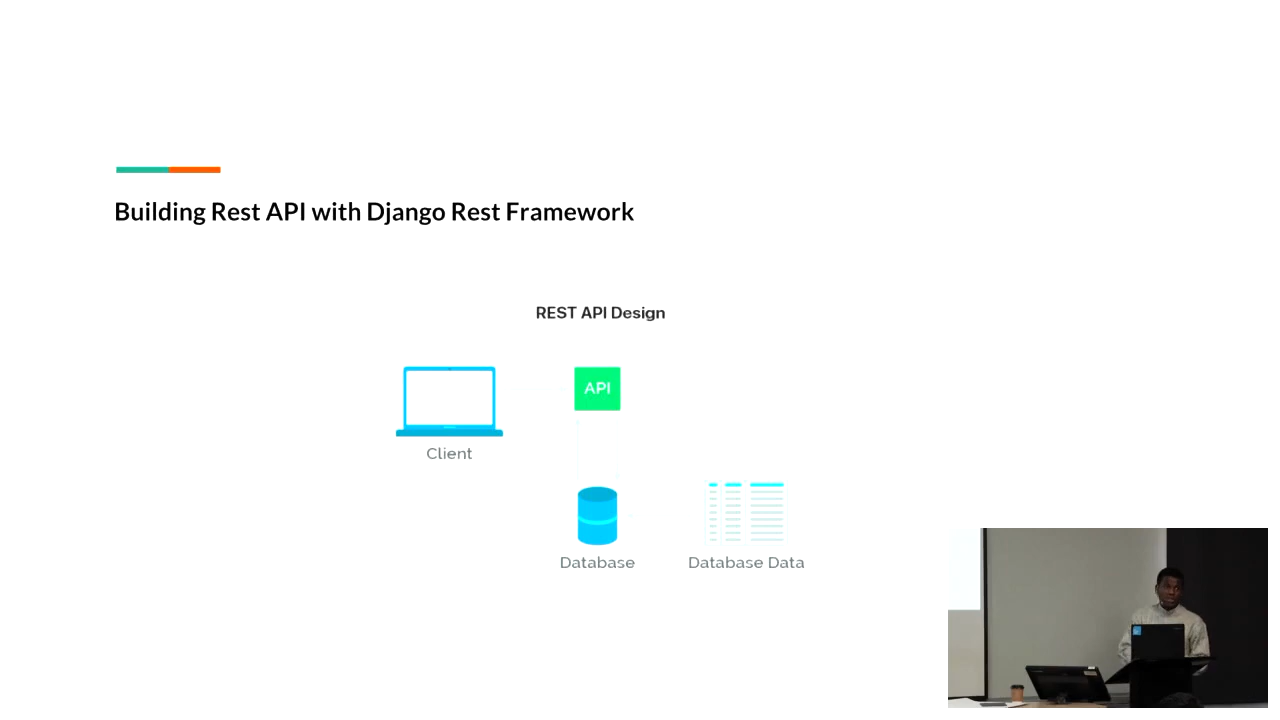 Building Rest API with Django Rest Framework
REST API Design
API
Client
Database
Database Data